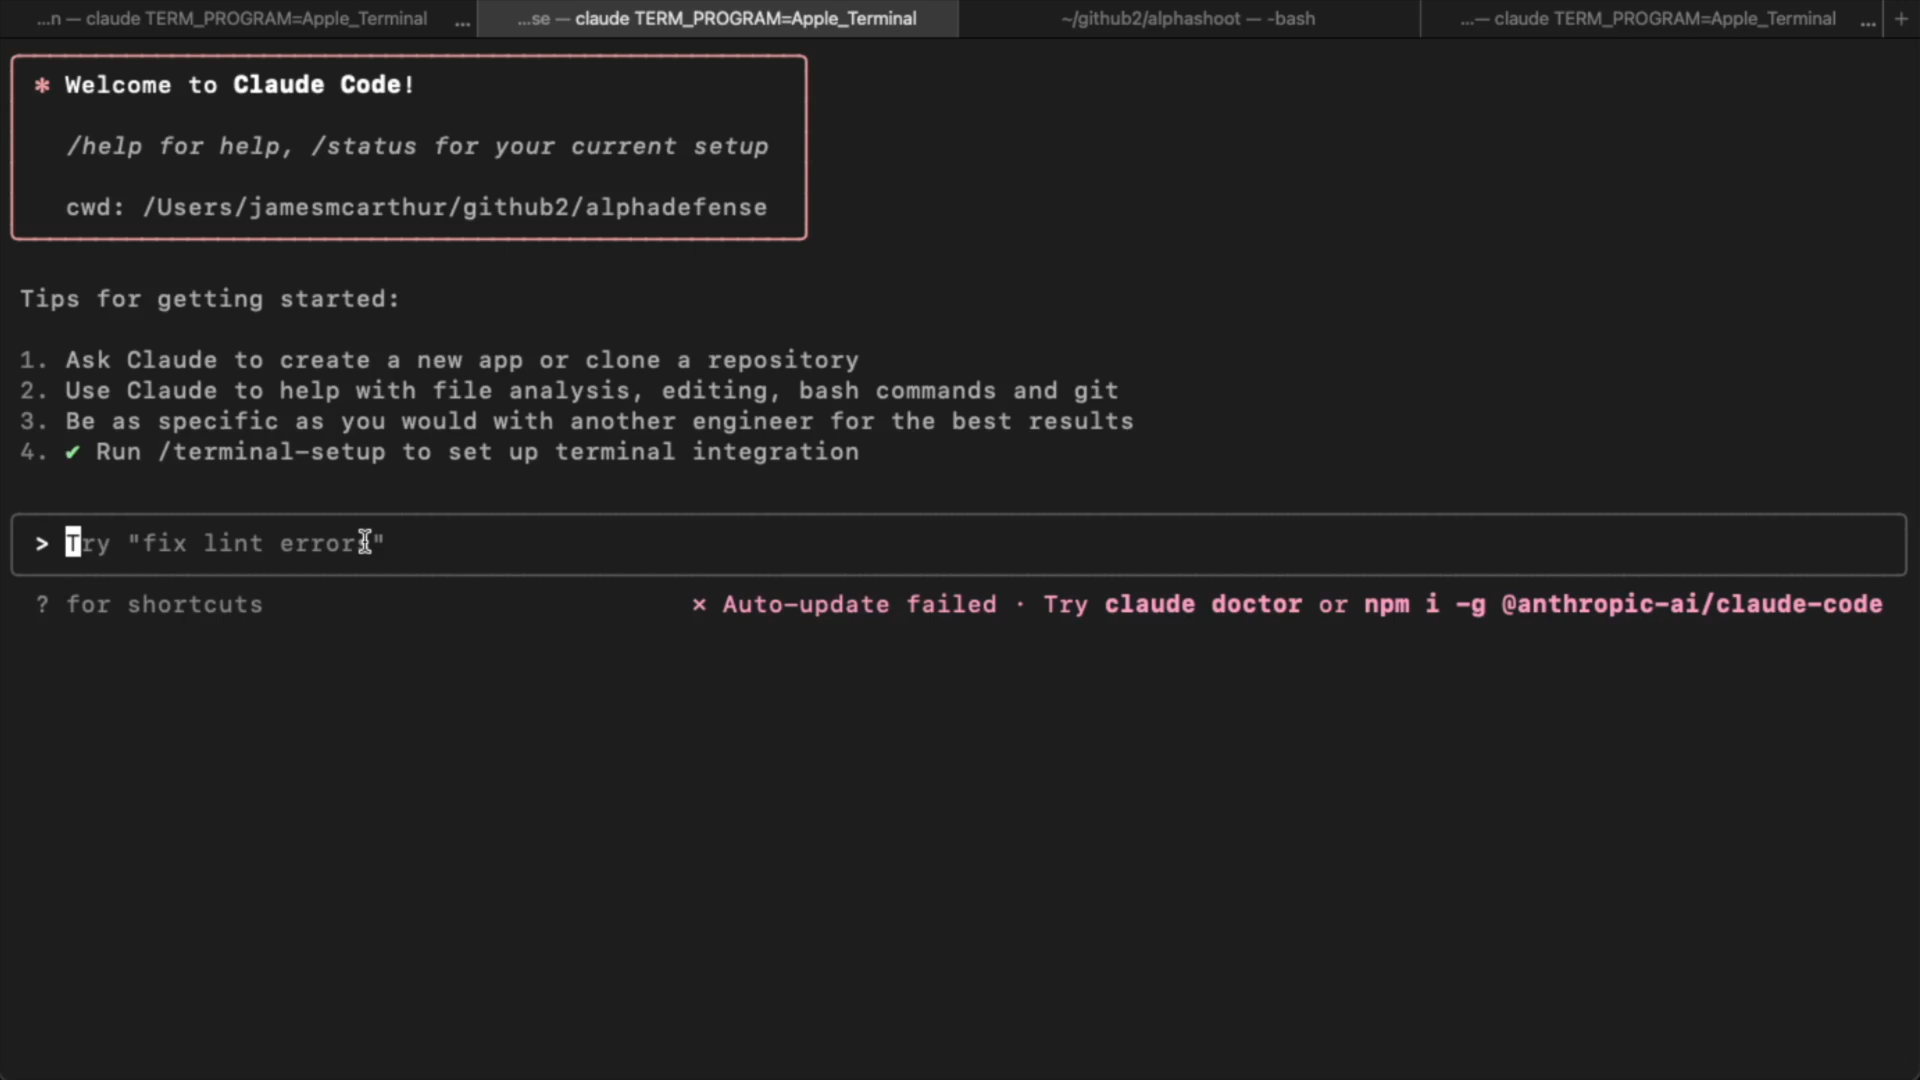 ...n — claude TERM_PROGRAM=Apple_Terminal ...
...se — claude TERM_PROGRAM=Apple_Terminal
~/github2/alphashoot — -bash
...— claude TERM_PROGRAM=Apple_Terminal ... +
* Welcome to Claude Code!
/help for help, /status for your current setup
cwd: /Users/jamesmcarthur/github2/alphadefense
Tips for getting started:
1. Ask Claude to create a new app or clone a repository
2. Use Claude to help with file analysis, editing, bash commands and git
3. Be as specific as you would with another engineer for the best results
4. ✔ Run /terminal-setup to set up terminal integration
> Try "fix lint errors"
? for shortcuts
× Auto-update failed · Try claude doctor or npm i -g @anthropic-ai/claude-code